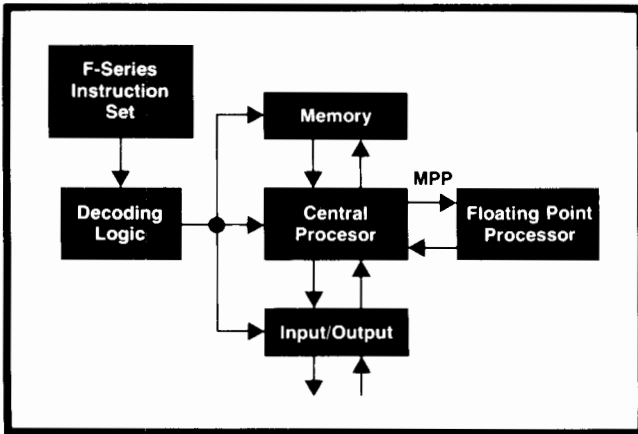 F-Series
Instruction
Set
Memory
MPP
Decoding
Logic
Central
Procesor
Floating Point
Processor
Input/Output